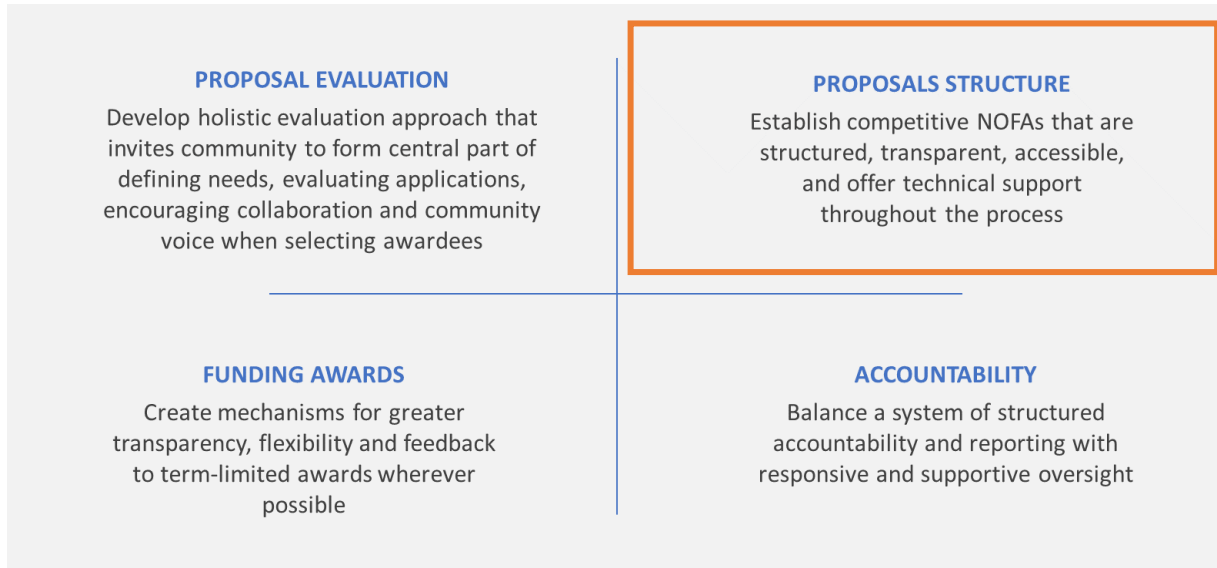 PROPOSAL EVALUATION
Develop holistic evaluation approach that
invites community to form central part of
defining needs, evaluating applications,
encouraging collaboration and community
voice when selecting awardees
PROPOSALS STRUCTURE
Establish competitive NOFAs that are
structured, transparent, accessible,
and offer technical support
throughout the process
FUNDING AWARDS
Create mechanisms for greater
transparency, flexibility and feedback
to term-limited awards wherever
possible
ACCOUNTABILITY
Balance a system of structured
accountability and reporting with
responsive and supportive oversight